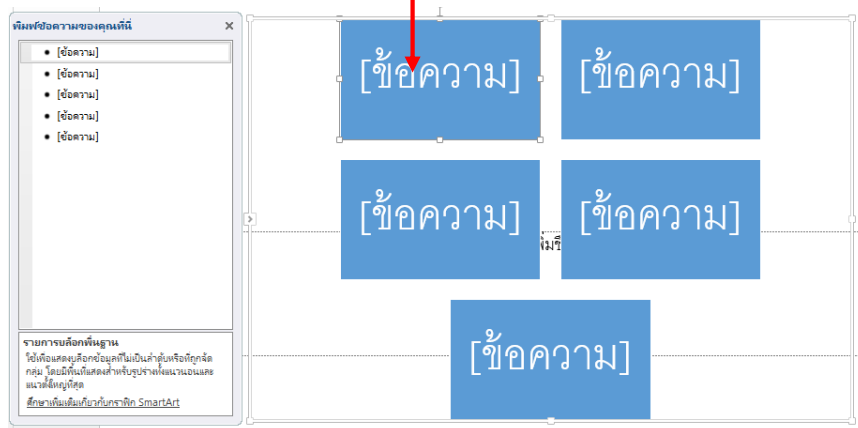 พิมพ์ข้อความของคุณที่นี่
[ข้อความ]
[ข้อความ]
[ข้อความ]
[ข้อความ]
[ข้อความ]
รายการบล็อกพื้นฐาน
ใช้เพื่อแสดงบล็อกข้อมูลที่ไม่เป็นลำดับหรือที่ถูกจัด
กลุ่ม โดยมีพื้นที่แสดงสำหรับรูปร่างทั้งแนวนอนและ
แนวตั้งใหญ่ที่สุด
ศึกษาเพิ่มเติมเกี่ยวกับกราฟิก SmartArt
[ข้อความ] [ข้อความ]
[ข้อความ] [ข้อความ]
[ข้อความ]